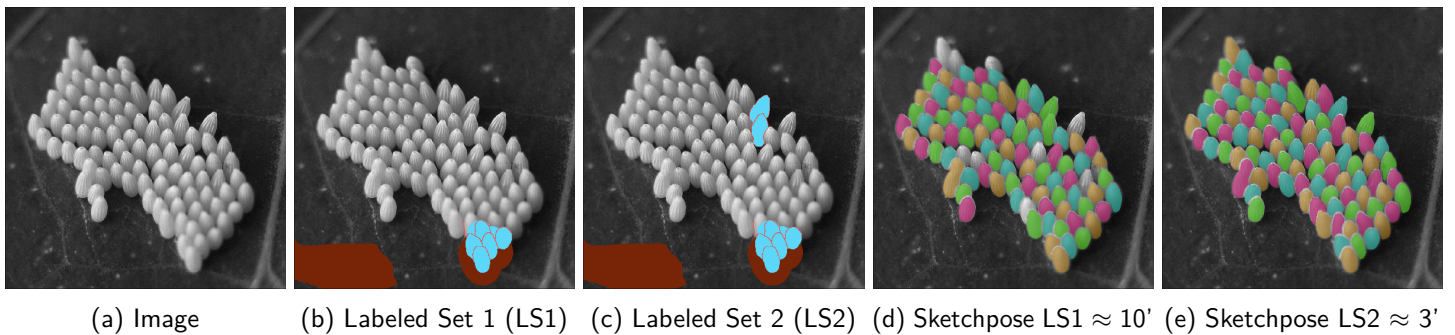 (a) Image
(b) Labeled Set 1 (LS1)
(c) Labeled Set 2 (LS2)
(d) Sketchpose LS1 ≈ 10’
(e) Sketchpose LS2 ≈ 3’